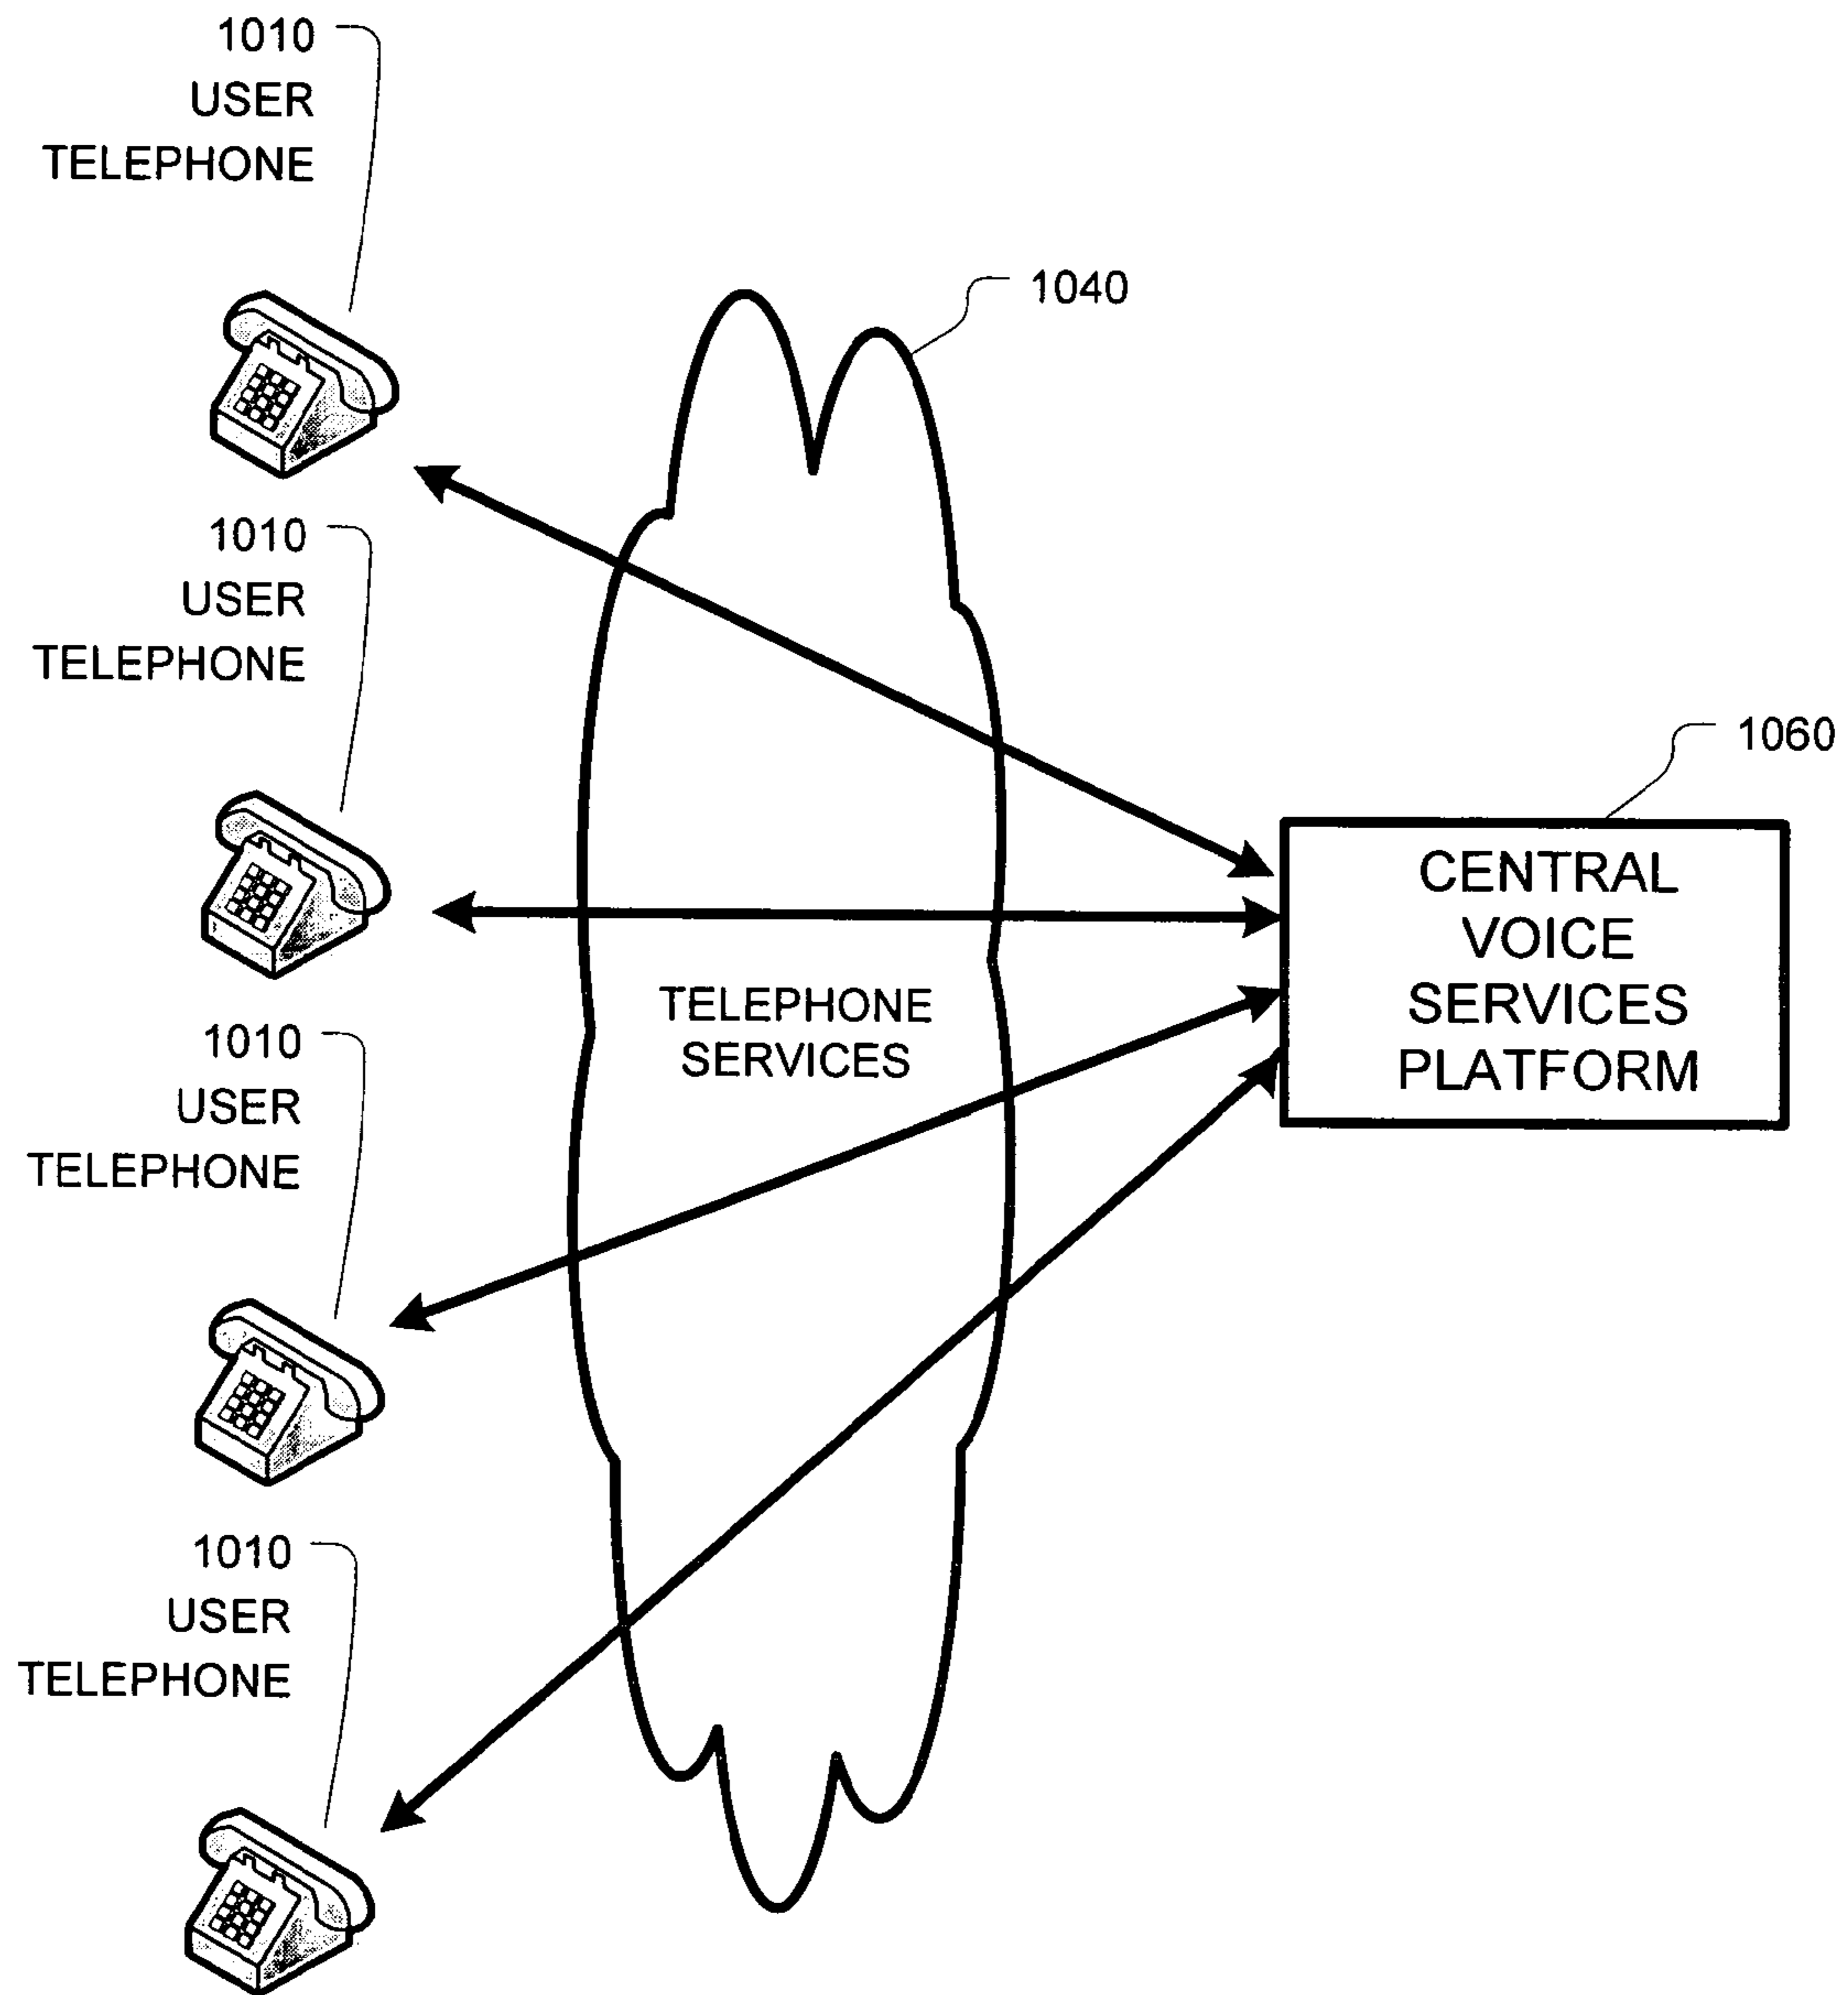 1010
USER
TELEPHONE
1040
1010
USER
TELEPHONE
1060
CENTRAL
VOICE
SERVICES
PLATFORM
TELEPHONE
SERVICES
1010
USER
TELEPHONE
1010
USER
TELEPHONE